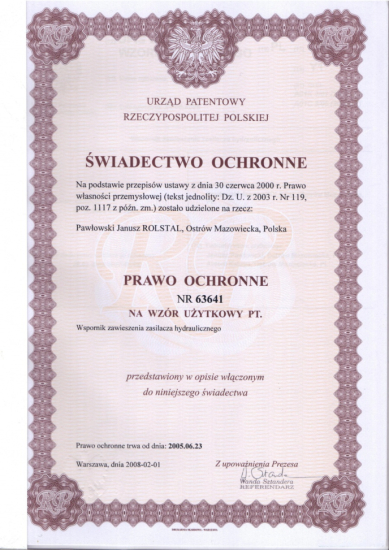 URZĄD PATENTOWY
RZECZYPOSPOLITEJ POLSKIEJ
ŚWIADECTWO OCHRONNE
Na podstawie przepisów ustawy z dnia 30 czerwca 2000 r. Prawo
własności przemysłowej (tekst jednolity: Dz. U. z 2003 r. Nr 119,
poz. 1117 z późn. zm.) zostało udzielone na rzecz:
Pawłowski Janusz ROLSTAL, Ostrów Mazowiecka, Polska
PRAWO OCHRONNE
NR 63641
NA WZÓR UŻYTKOWY PT.
Wspornik zawieszenia zasilacza hydraulicznego
przedstawiony w opisie włączonym
do niniejszego świadectwa
Prawo ochronne trwa od dnia: 2005.06.23
Warszawa, dnia 2008-02-01
Z upoważnienia Prezesa
REFERENDARZ